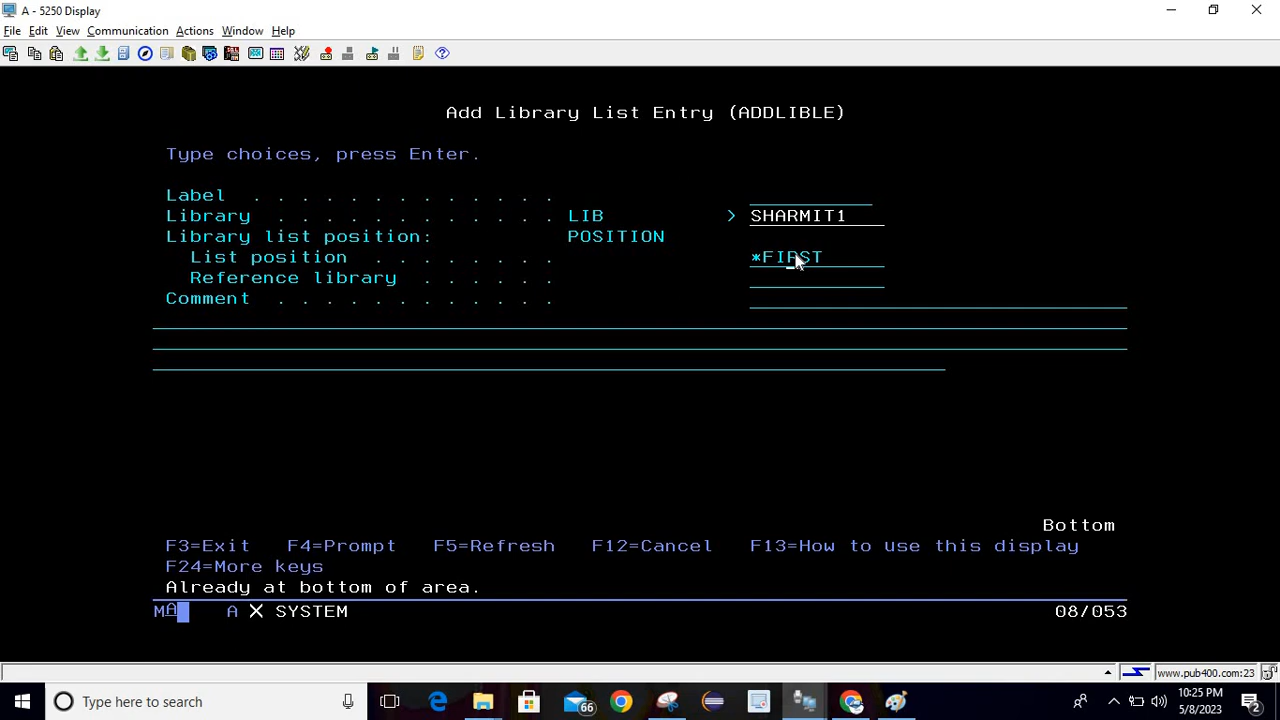 A - 5250 Display
File Edit View Communication Actions Window Help
Add Library List Entry (ADDLIBLE)
Type choices, press Enter.
Label . . . . . . . . . . . . .
Library . . . . . . . . . . . . LIB > SHARMIT1
Library list position: POSITION
List position . . . . . . . . *FIRST
Reference library . . . . . .
Comment . . . . . . . . . . . .
Bottom
F3=Exit F4=Prompt F5=Refresh F12=Cancel F13=How to use this display
F24=More keys
Already at bottom of area.
MA A X SYSTEM 08/053
www.pub400.com:23
Type here to search
66
10:25 PM
5/8/2023
2